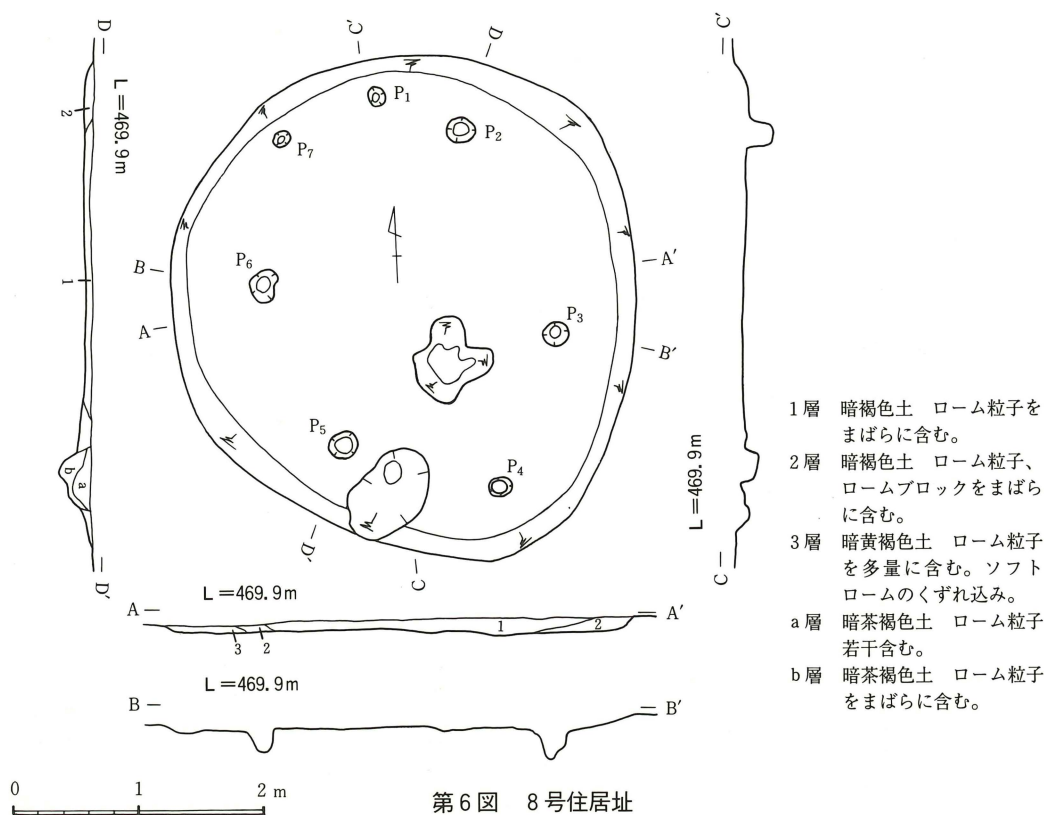 D
C'
D
C'
L=469.9m
2
1
b
a
D'
P₁
P₂
P₇
P₆
P₃
P₅
P₄
B
A
A'
B'
D'
C
L=469.9m
C
1層 暗褐色土 ローム粒子を
まばらに含む。
2層 暗褐色土 ローム粒子、
ロームブロックをまばら
に含む。
3層 暗黄褐色土 ローム粒子
を多量に含む。ソフト
ロームのくずれ込み。
a層 暗茶褐色土 ローム粒子
若干含む。
b層 暗茶褐色土 ローム粒子
をまばらに含む。
L=469.9m
A
A'
3
2
1
2
L=469.9m
B
B'
0 1 2 m
第6図 8号住居址